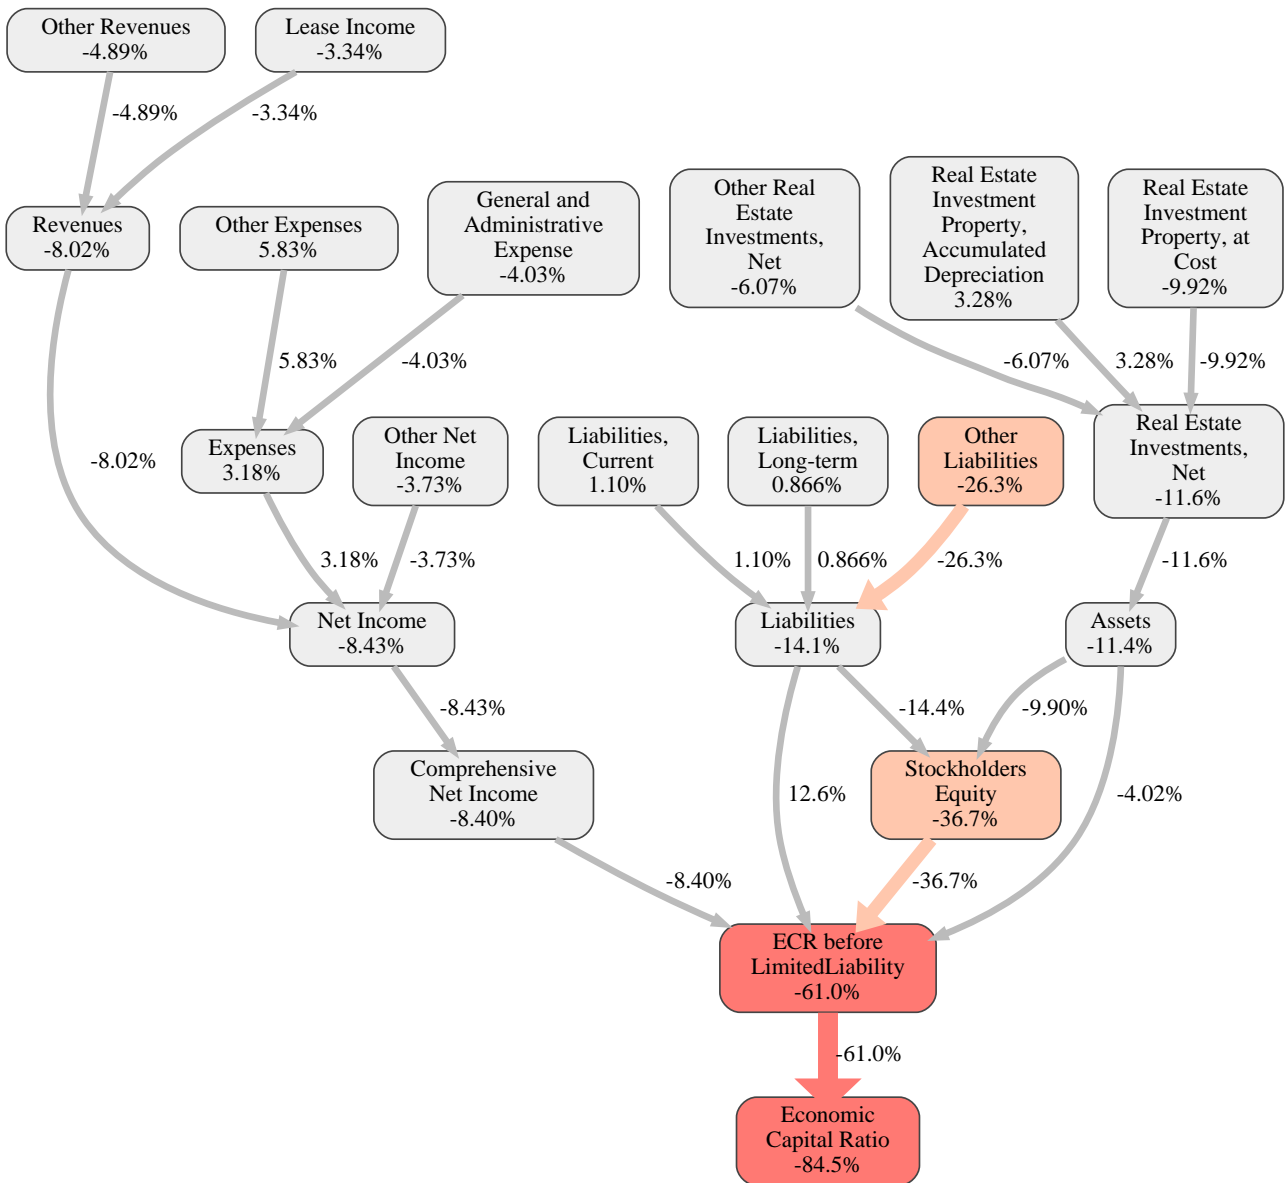 Other Revenues
-4.89%
Lease Income
-3.34%
-4.89%
-3.34%
Revenues
-8.02%
Other Expenses
5.83%
General and
Administrative
Expense
-4.03%
Other Real
Estate
Investments,
Net
-6.07%
Real Estate
Investment
Property,
Accumulated
Depreciation
3.28%
Real Estate
Investment
Property, at
Cost
-9.92%
5.83%
-4.03%
-6.07%
3.28%
-9.92%
-8.02%
Expenses
3.18%
Other Net
Income
-3.73%
Liabilities,
Current
1.10%
Liabilities,
Long-term
0.866%
Other
Liabilities
-26.3%
Real Estate
Investments,
Net
-11.6%
3.18%
-3.73%
1.10%
0.866%
-26.3%
-11.6%
Net Income
-8.43%
Liabilities
-14.1%
Assets
-11.4%
-8.43%
-14.4%
-9.90%
Comprehensive
Net Income
-8.40%
12.6%
Stockholders
Equity
-36.7%
-4.02%
-8.40%
-36.7%
ECR before
LimitedLiability
-61.0%
-61.0%
Economic
Capital Ratio
-84.5%